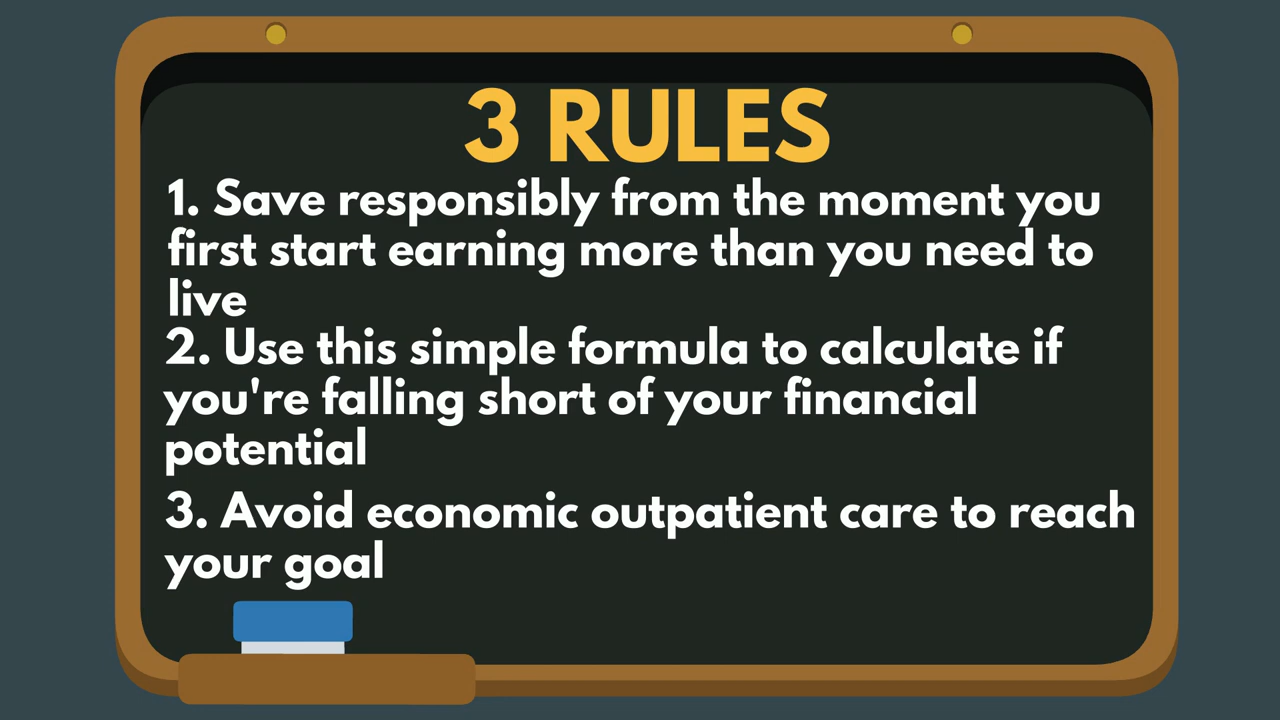 3 RULES
1. Save responsibly from the moment you
first start earning more than you need to
live
2. Use this simple formula to calculate if
you're falling short of your financial
potential
3. Avoid economic outpatient care to reach
your goal